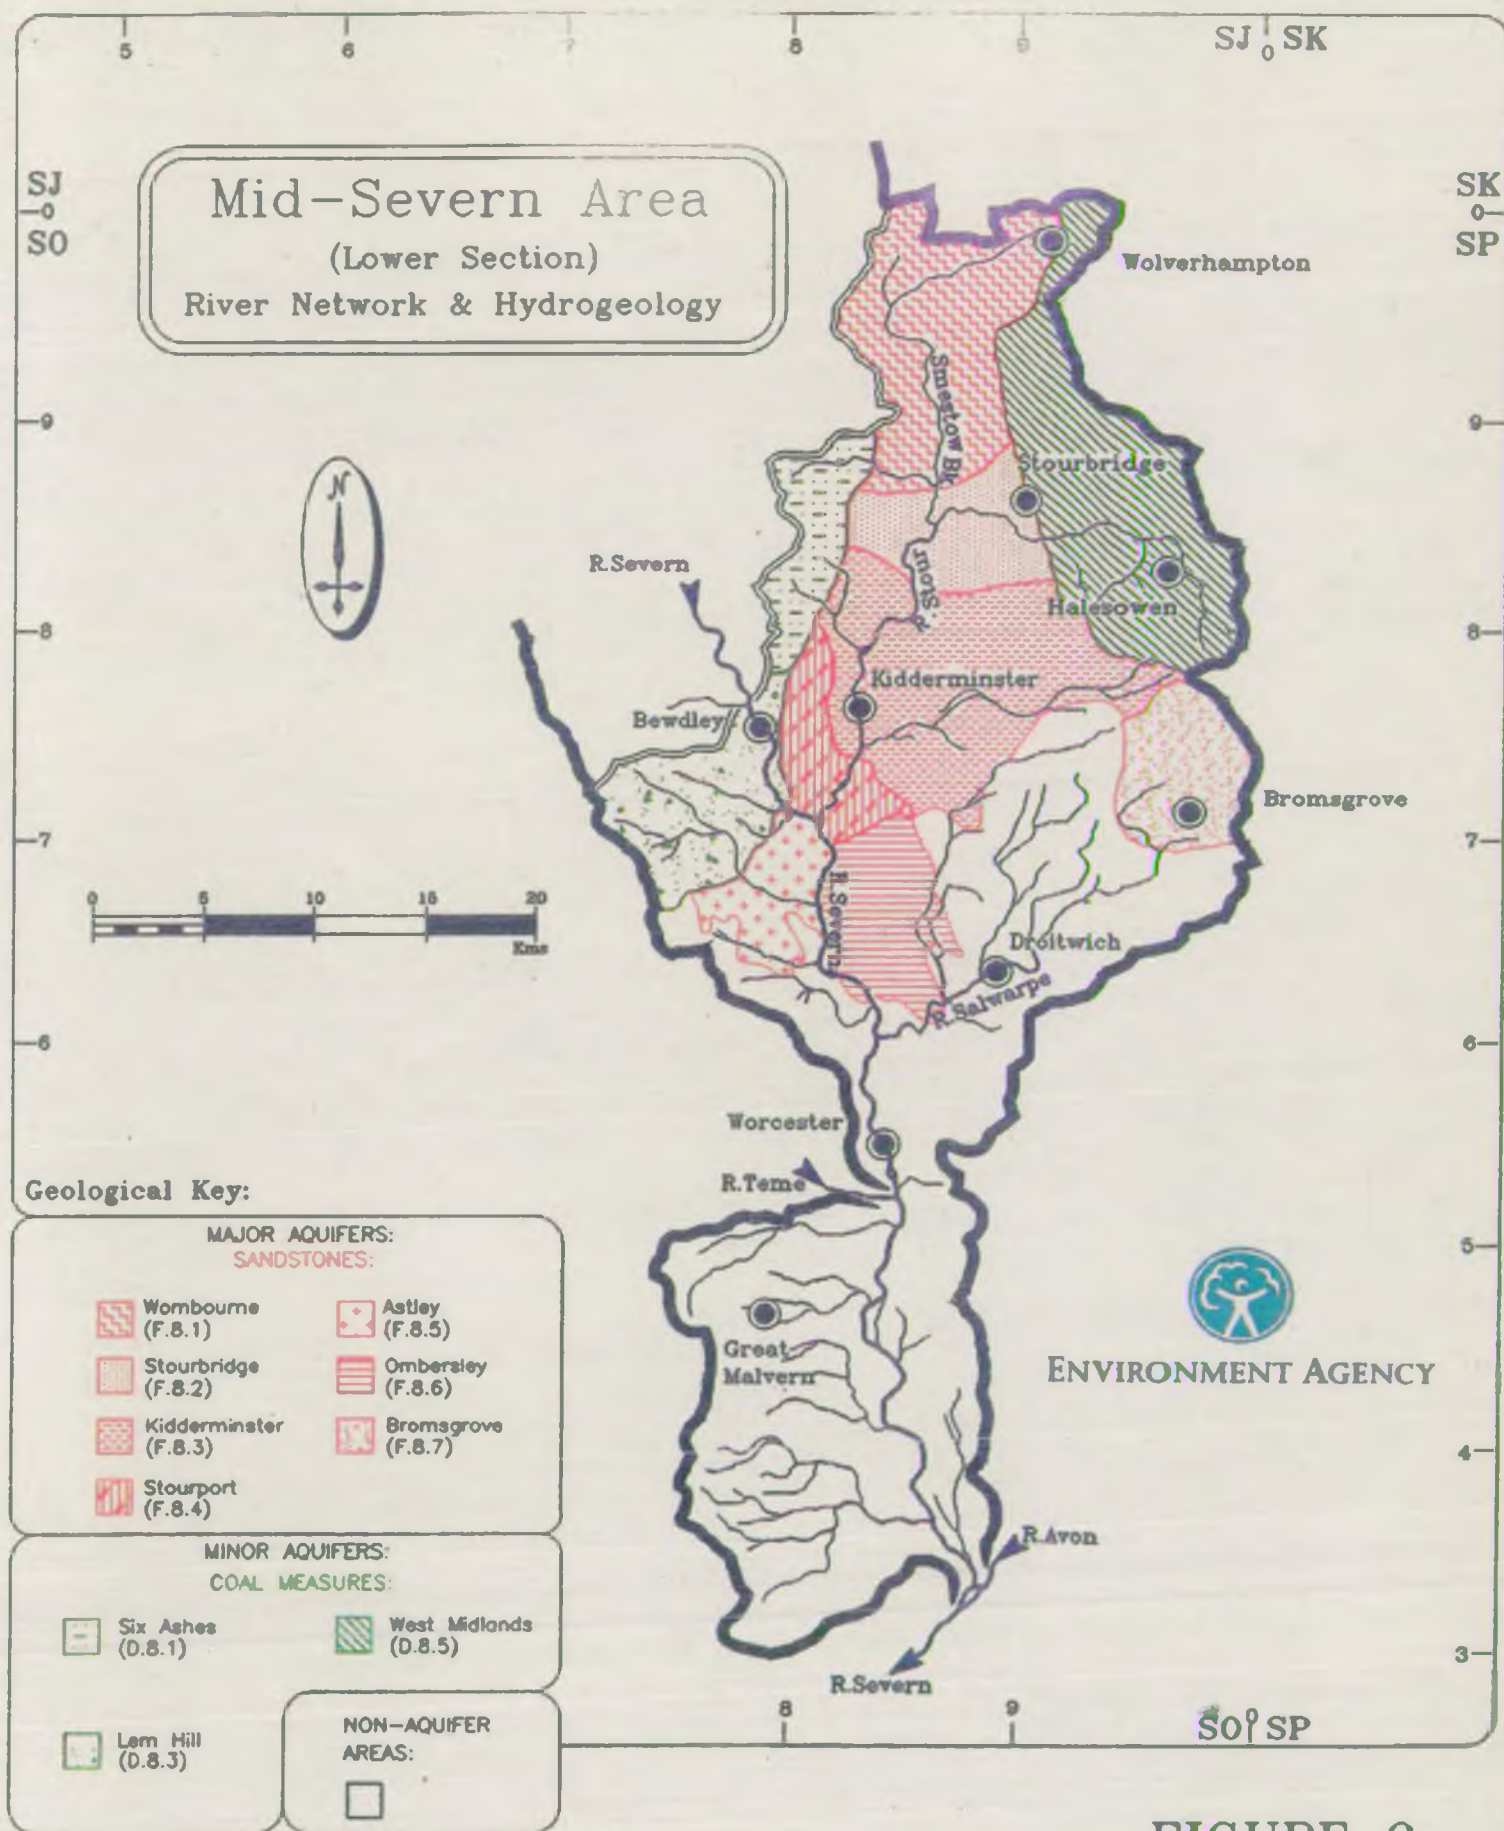 5 6 7 8 9 SJ 0 SK
SJ
0
SO
SK
0
SP
Mid-Severn Area
(Lower Section)
River Network & Hydrogeology
Wolverhampton
9
9
Smestow Bk
Stourbridge
N
R.Severn
R. Stour
Halesowen
8
8
Kidderminster
Bewdley
Bromsgrove
7
7
0 5 10 15 20
Kms
R.Severn
Droitwich
R.Salwarpe
6
6
Worcester
R.Teme
Geological Key:
MAJOR AQUIFERS:
SANDSTONES:
Wombourne
(F.8.1)
Astley
(F.8.5)
Stourbridge
(F.8.2)
Ombersley
(F.8.6)
Kidderminster
(F.8.3)
Bromsgrove
(F.8.7)
Stourport
(F.8.4)
5
Great
Malvern
ENVIRONMENT AGENCY
4
R.Avon
MINOR AQUIFERS:
COAL MEASURES:
Six Ashes
(D.8.1)
West Midlands
(D.8.5)
3
R.Severn
Lem Hill
(D.8.3)
NON-AQUIFER
AREAS:
8 9 SO 0 SP
FIGURE